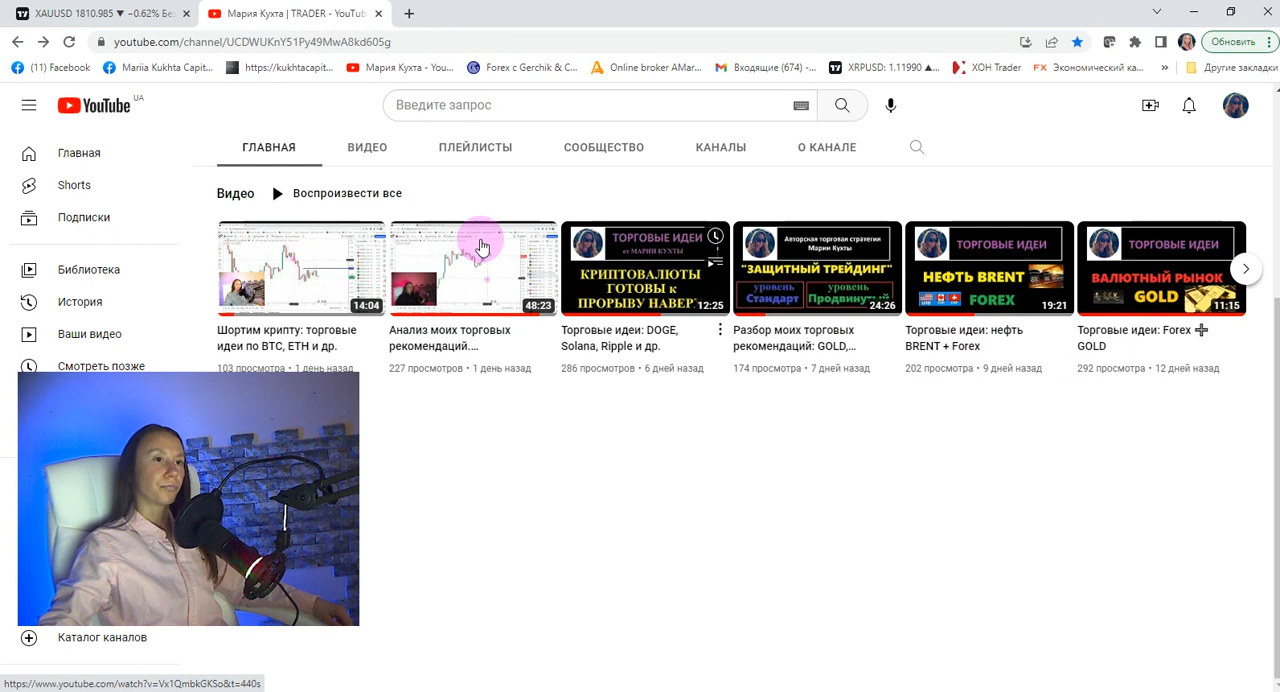 XAUUSD 1810.985 ▼ −0.62% Без
Мария Кухта | TRADER - YouTub
youtube.com/channel/UCDWUKnY51Py49MwA8kd605g
Обновить
(11) Facebook
Mariia Kukhta Capit...
https://kukhtacapit...
Мария Кухта - You...
Forex c Gerchik & C...
Online broker AMar...
Входящие (674) -...
XRPUSD: 1.11990 ▲...
XOH Trader
FX Экономический ка...
»
Другие закладки
YouTube UA
Введите запрос
ГЛАВНАЯ
ВИДЕО
ПЛЕЙЛИСТЫ
СООБЩЕСТВО
КАНАЛЫ
О КАНАЛЕ
Главная
Shorts
Подписки
Библиотека
История
Ваши видео
Смотреть позже
Каталог каналов
Видео
Воспроизвести все
14:04
Шортим крипту: торговые
идеи по BTC, ETH и др.
103 просмотра • 1 день назад
48:23
Анализ моих торговых
рекомендаций....
227 просмотров • 1 день назад
ТОРГОВЫЕ ИДЕИ
от МАРИИ КУХТЫ
КРИПТОВАЛЮТЫ
ГОТОВЫ к
ПРОРЫВУ НАВЕР
12:25
Торговые идеи: DOGE,
Solana, Ripple и др.
286 просмотров • 6 дней назад
Авторская торговая стратегия
Марии Кухты
"ЗАЩИТНЫЙ ТРЕЙДИНГ"
уровень
Стандарт
уровень
Продвинутый
24:26
Разбор моих торговых
рекомендаций: GOLD,...
174 просмотра • 7 дней назад
ТОРГОВЫЕ ИДЕИ
НЕФТЬ BRENT
FOREX
19:21
Торговые идеи: нефть
BRENT + Forex
202 просмотра • 9 дней назад
ТОРГОВЫЕ ИДЕИ
ВАЛЮТНЫЙ РЫНОК
GOLD
11:15
Торговые идеи: Forex ➕
GOLD
292 просмотра • 12 дней назад
https://www.youtube.com/watch?v=Vx1QmbkGKSo&t=440s